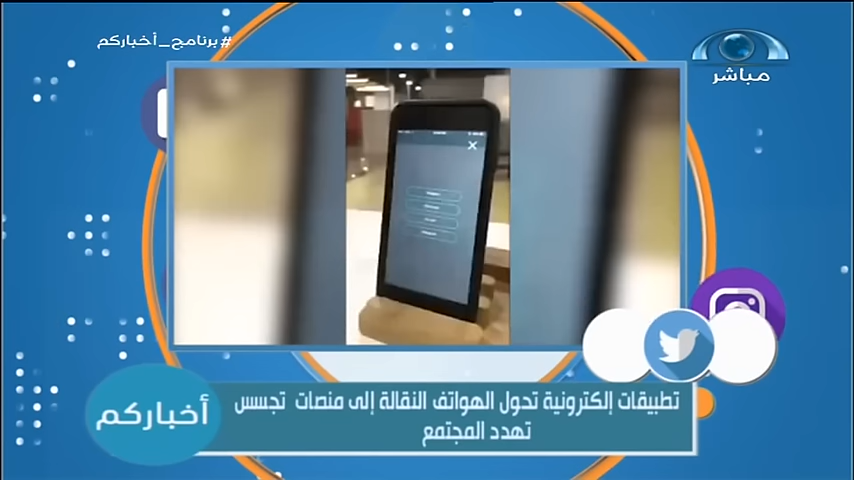 #برنامج_أخباركم
مباشر
تطبيقات إلكترونية تحول الهواتف النقالة إلى منصات تجسس
تهدد المجتمع
أخباركم